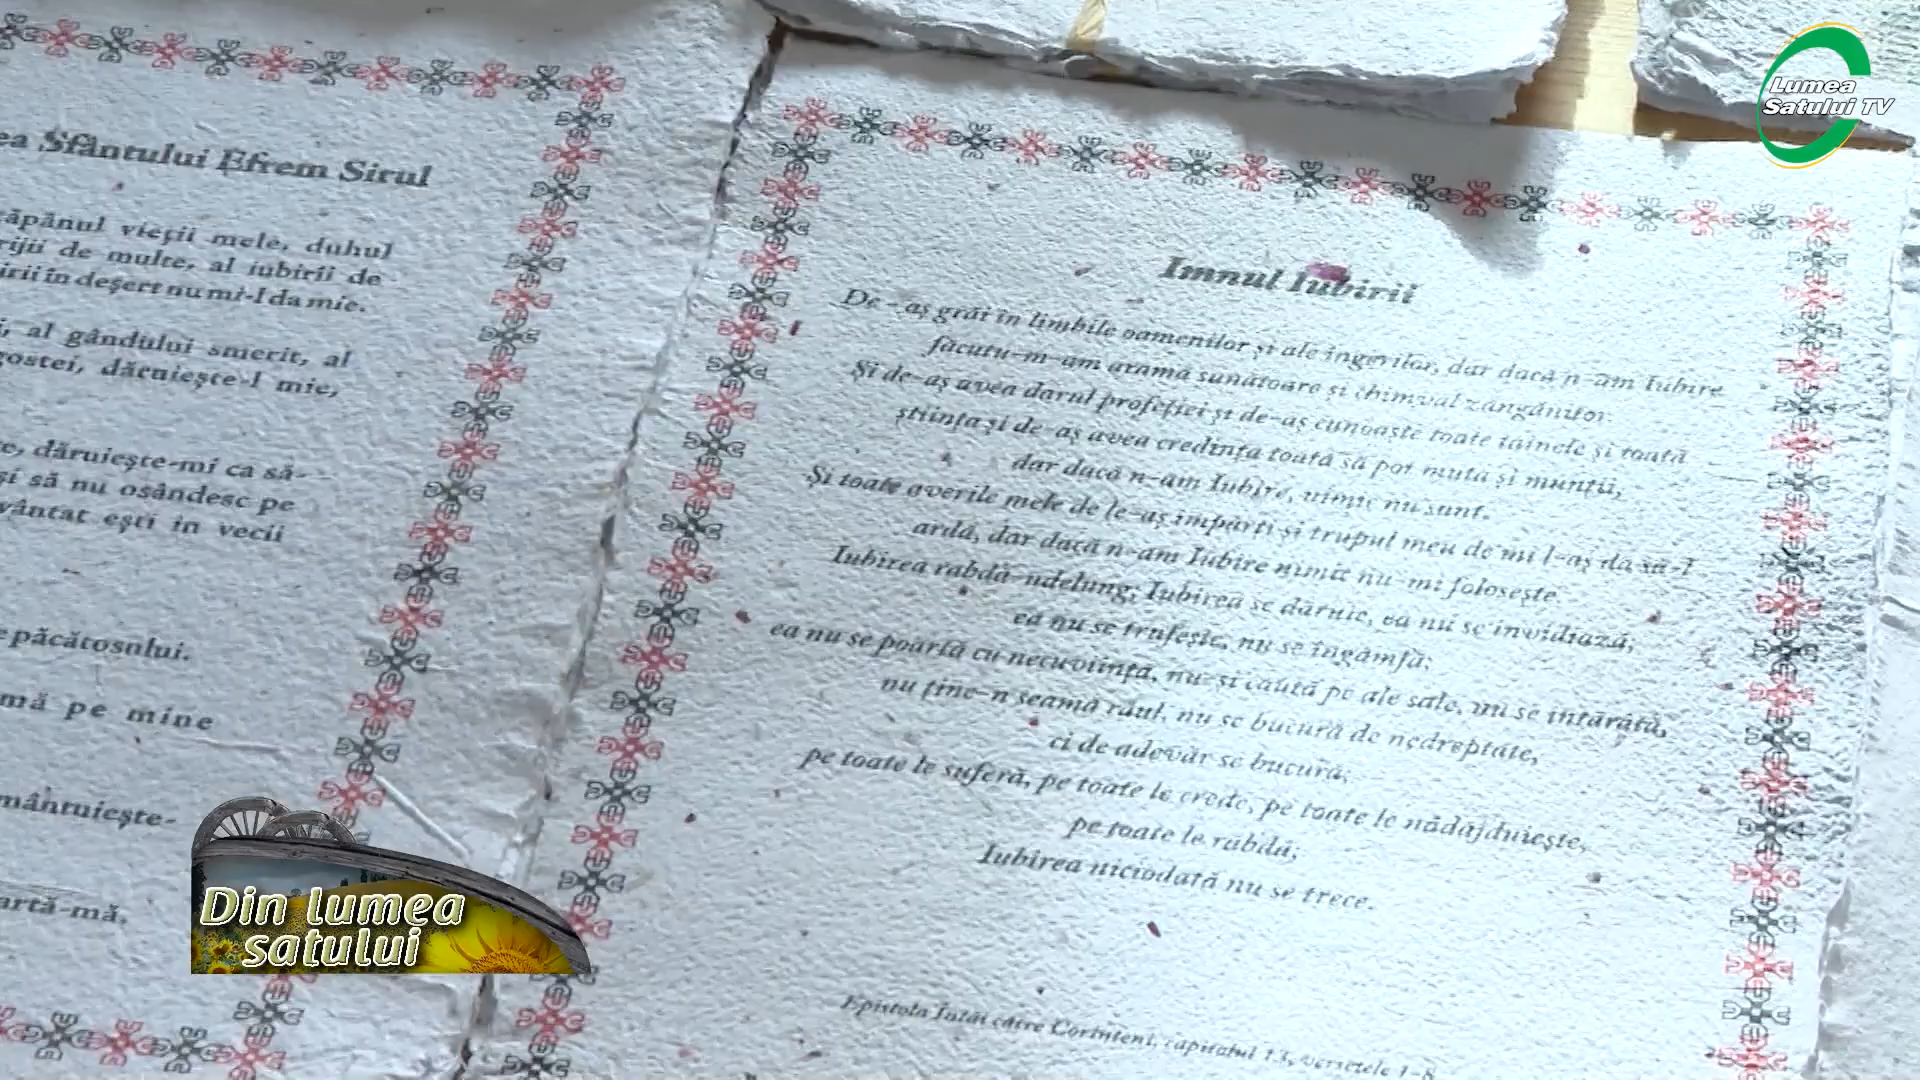 ea Sfântului Efrem Sirul
tăpânul vieții mele, duhul
rijii de multe, al iubirii de
irii în deșert nu mi-l da mie.
i, al gândului smerit, al
gostei, dăruiește-l mie,
te, dăruiește-mi ca să-
și să nu osândesc pe
vântat ești în vecii
e păcătosului.
mă pe mine
mântuiește-
artă-mă,
Imnul Iubirii
De - aș grăi în limbile oamenilor și ale îngerilor, dar dacă n-am Iubire
făcutu-m-am aramă sunătoare și chimval zângănitor.
Și de-aș avea darul profeției și de-aș cunoaște toate tainele și toată
știința și de-aș avea credința toată să pot muta și munții,
dar dacă n-am Iubire, nimic nu sunt.
Și toate averile mele de le-aș împărți și trupul meu de mi l-aș da să-l
ardă, dar dacă n-am Iubire nimic nu-mi folosește.
Iubirea rabdă-ndelung; Iubirea se dăruie, ea nu se invidiază,
ea nu se trufește, nu se îngâmfă;
ea nu se poartă cu necuviință, nu-și caută pe ale sale, nu se întărâtă,
nu ține-n seamă răul, nu se bucură de nedreptate,
ci de adevăr se bucură;
pe toate le suferă, pe toate le crede, pe toate le nădăjduiește,
pe toate le rabdă;
Iubirea niciodată nu se trece.
Epistola Întâi către Corinteni, capitolul 13, versetele 1-8
Lumea
Satului TV
Din lumea
satului